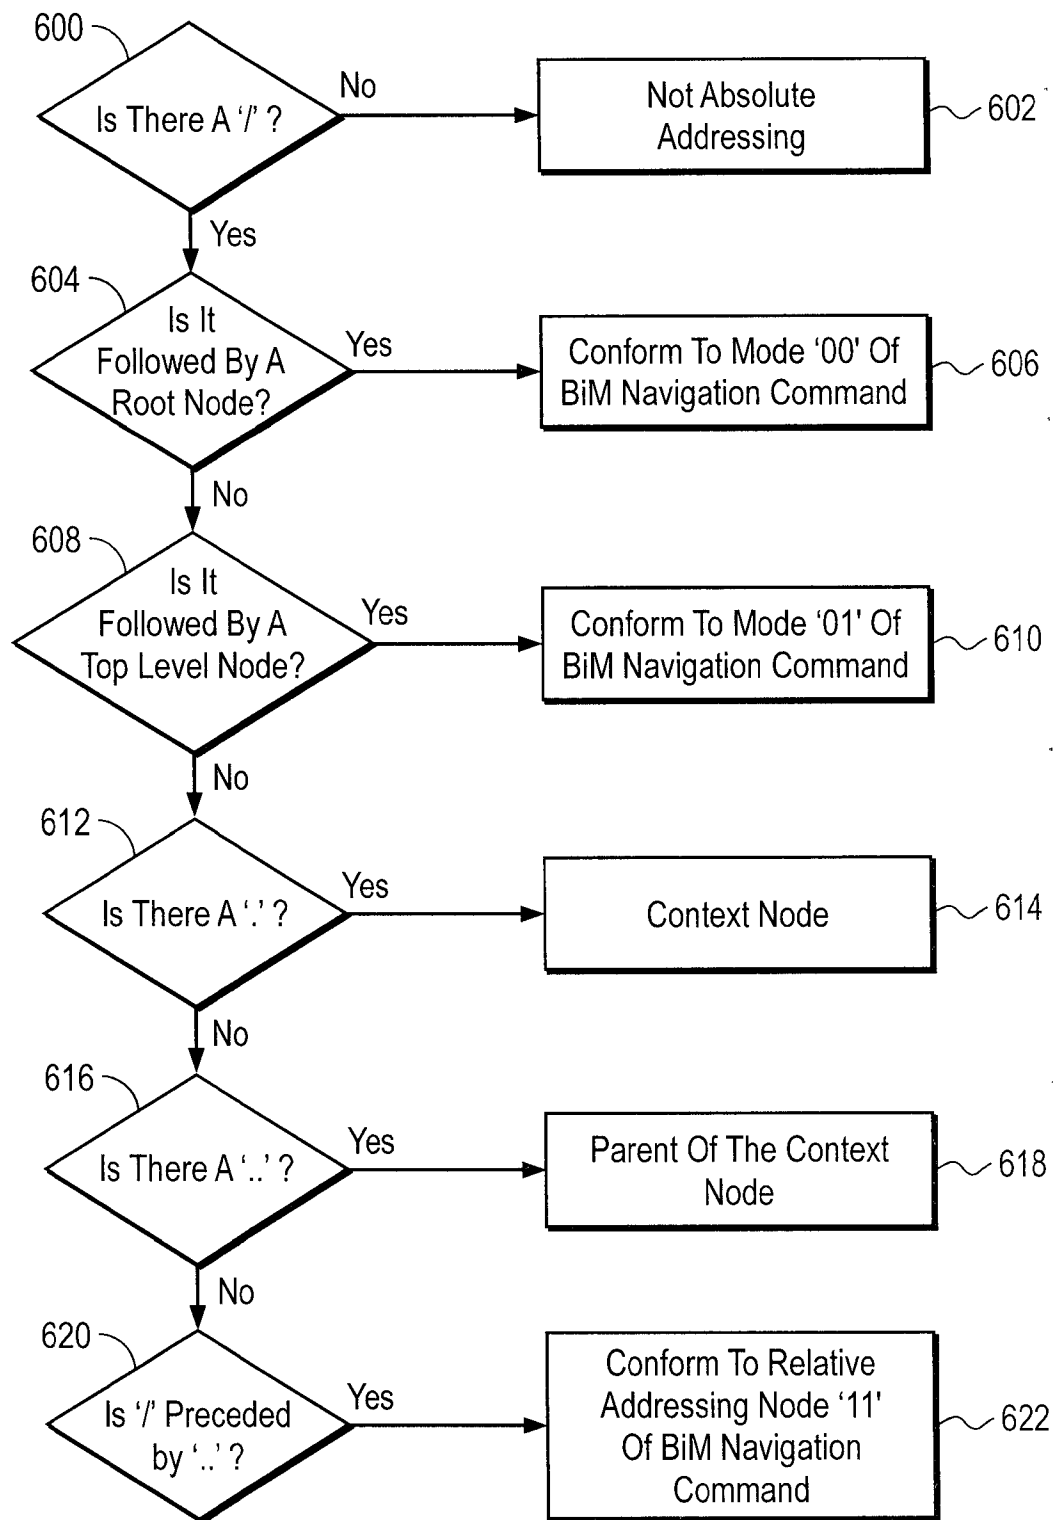 600
Is There A '/' ?
No
Not Absolute
Addressing
602
Yes
604
Is It
Followed By A
Root Node?
Yes
Conform To Mode '00' Of
BiM Navigation Command
606
No
608
Is It
Followed By A
Top Level Node?
Yes
Conform To Mode '01' Of
BiM Navigation Command
610
No
612
Is There A '.' ?
Yes
Context Node
614
No
616
Is There A '..' ?
Yes
Parent Of The Context
Node
618
No
620
Is '/' Preceded
by '..' ?
Yes
Conform To Relative
Addressing Node '11'
Of BiM Navigation
Command
622